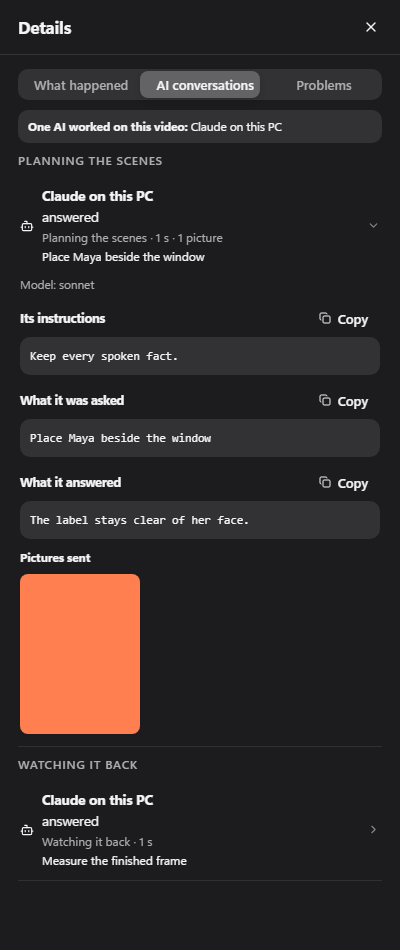 Details
What happened
AI conversations
Problems
One AI worked on this video: Claude on this PC
PLANNING THE SCENES
Claude on this PC
answered
Planning the scenes · 1 s · 1 picture
Place Maya beside the window
Model: sonnet
Its instructions
Copy
Keep every spoken fact.
What it was asked
Copy
Place Maya beside the window
What it answered
Copy
The label stays clear of her face.
Pictures sent
WATCHING IT BACK
Claude on this PC
answered
Watching it back · 1 s
Measure the finished frame